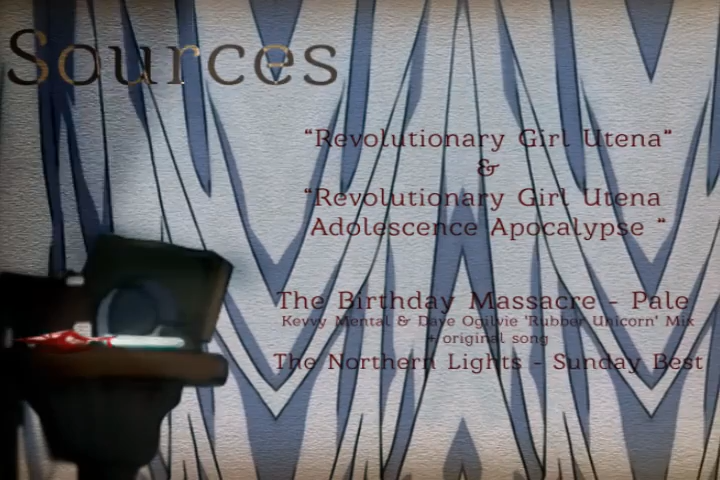 Sources
"Revolutionary Girl Utena"
&
"Revolutionary Girl Utena
Adolescence Apocalypse "
The Birthday Massacre - Pale
Kevvy Mental & Dave Ogilvie 'Rubber Unicorn' Mix
+ original song
The Northern Lights - Sunday Best